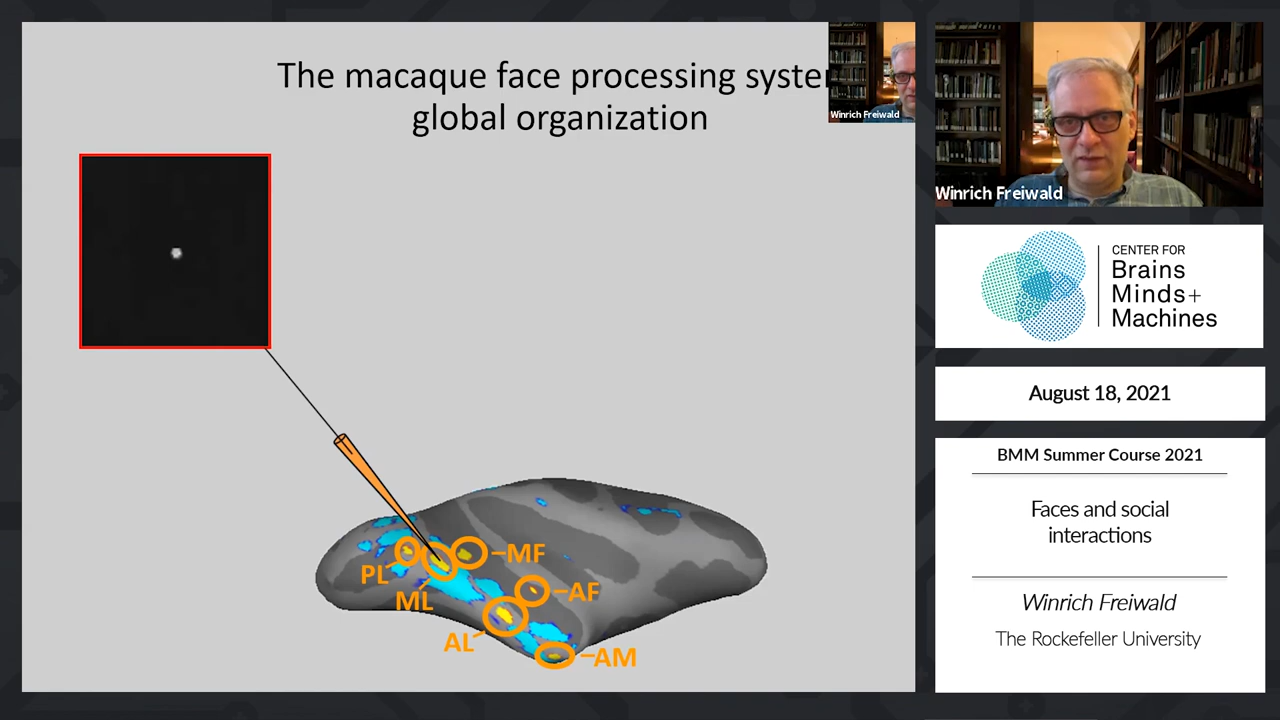 The macaque face processing syste
global organization
Winrich Freiwald
PL
ML
MF
AF
AL
AM
Winrich Freiwald
CENTER FOR
Brains
Minds+
Machines
August 18, 2021
BMM Summer Course 2021
Faces and social
interactions
Winrich Freiwald
The Rockefeller University